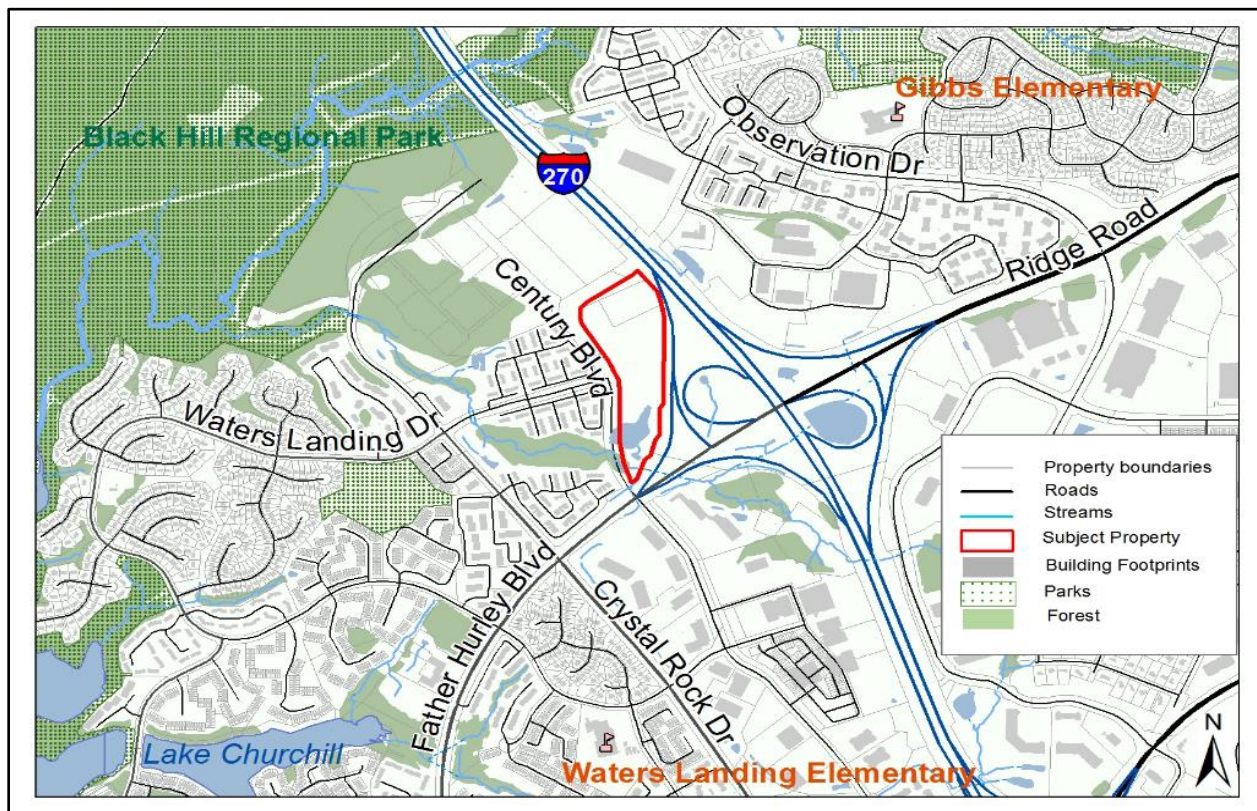 Gibbs Elementary
Black Hill Regional Park
Observation Dr
270
Ridge Road
Century Blvd
Waters Landing Dr
Property boundaries
Roads
Streams
Subject Property
Building Footprints
Parks
Forest
Father Hurley Blvd
Crystal Rock Dr
Lake Churchill
Waters Landing Elementary
N